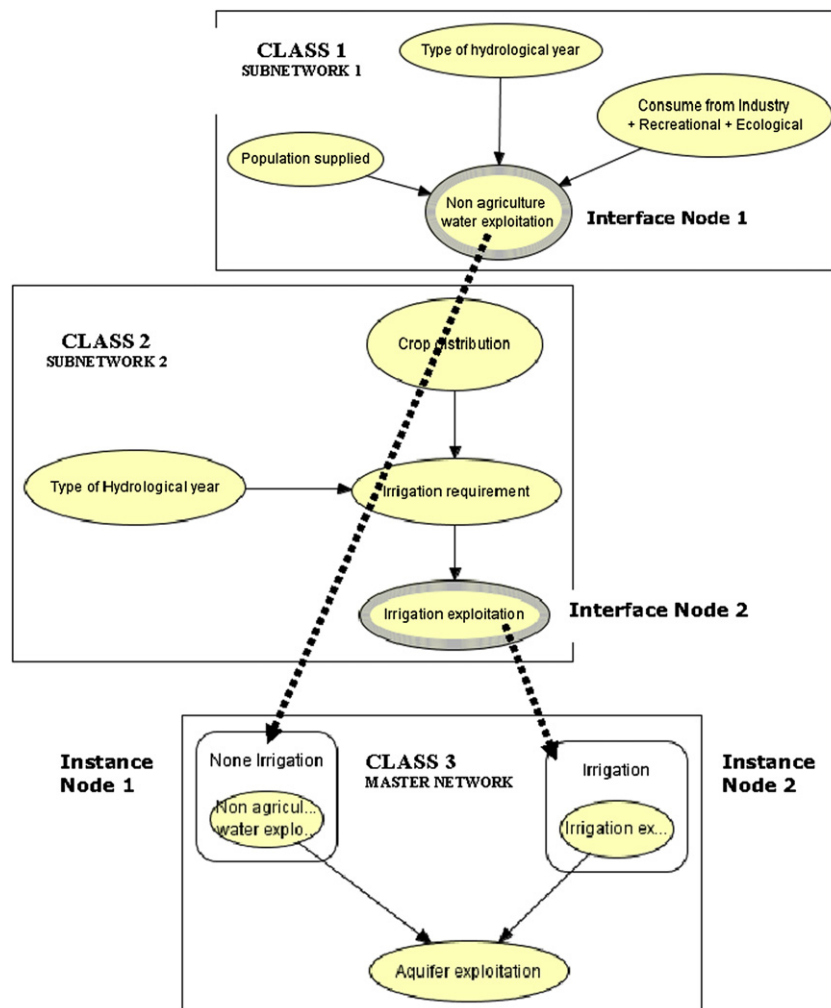 CLASS 1
SUBNETWORK 1
Type of hydrological year
Consume from Industry
+ Recreational + Ecological
Population supplied
Non agriculture
water exploitation
Interface Node 1
CLASS 2
SUBNETWORK 2
Crop distribution
Type of Hydrological year
Irrigation requirement
Irrigation exploitation
Interface Node 2
Instance
Node 1
None Irrigation
Non agricul...
water explo...
CLASS 3
MASTER NETWORK
Irrigation
Irrigation ex...
Instance
Node 2
Aquifer exploitation